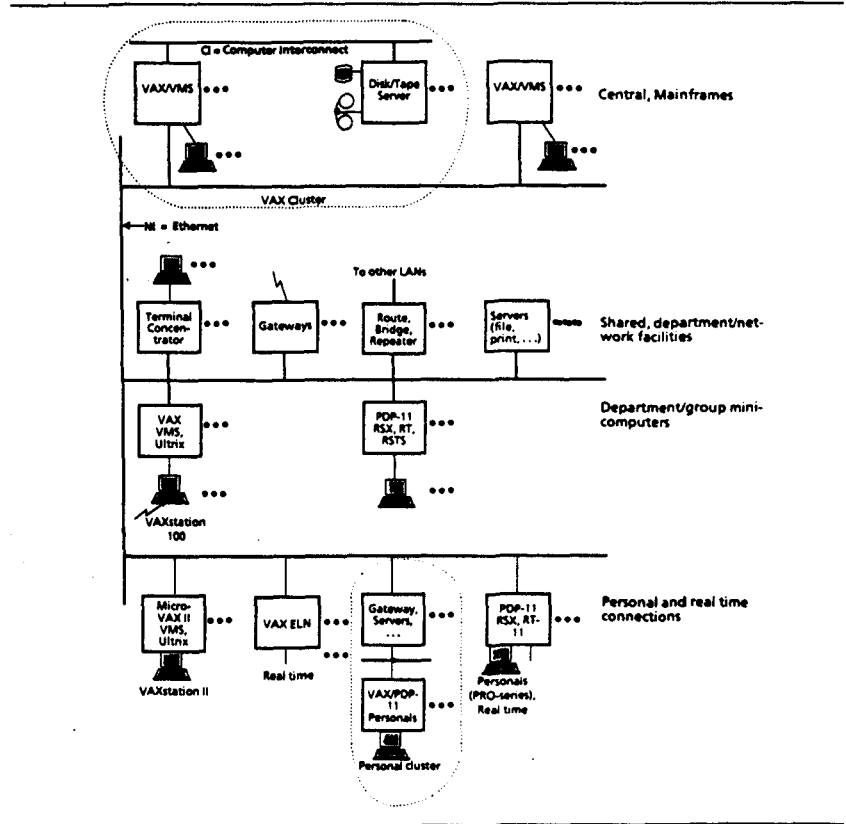 CI = Computer Interconnect
VAX/VMS
Disk/Tape
Server
VAX/VMS
Central, Mainframes
VAX Cluster
NI = Ethernet
To other LANs
Terminal
Concen-
trator
Gateways
Route,
Bridge,
Repeater
Servers
(file,
print, ...)
Shared, department/net-
work facilities
VAX
VMS,
Ultrix
PDP-11
RSX, RT,
RSTS
Department/group mini-
computers
VAXstation
100
Micro-
VAX II
VMS,
Ultrix
VAX ELN
Gateway,
Servers,
...
PDP-11
RSX, RT-
11
Personal and real time
connections
VAXstation II
Real time
VAX/PDP-
11
Personals
Personals
(PRO-series),
Real time
Personal cluster